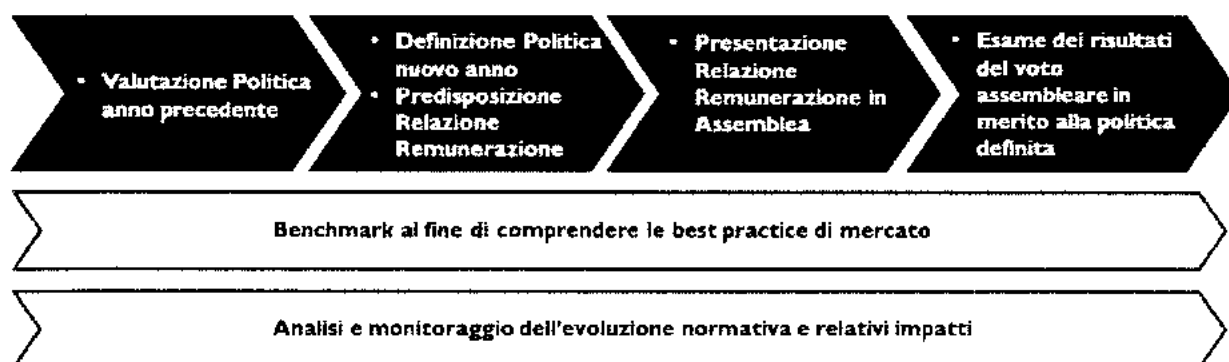 • Valutazione Politica
anno precedente
• Definizione Politica
nuovo anno
• Predisposizione
Relazione
Remunerazione
• Presentazione
Relazione
Remunerazione in
Assemblea
• Esame dei risultati
del voto
assembleare in
merito alla politica
definita
Benchmark al fine di comprendere le best practice di mercato
Analisi e monitoraggio dell'evoluzione normativa e relativi impatti